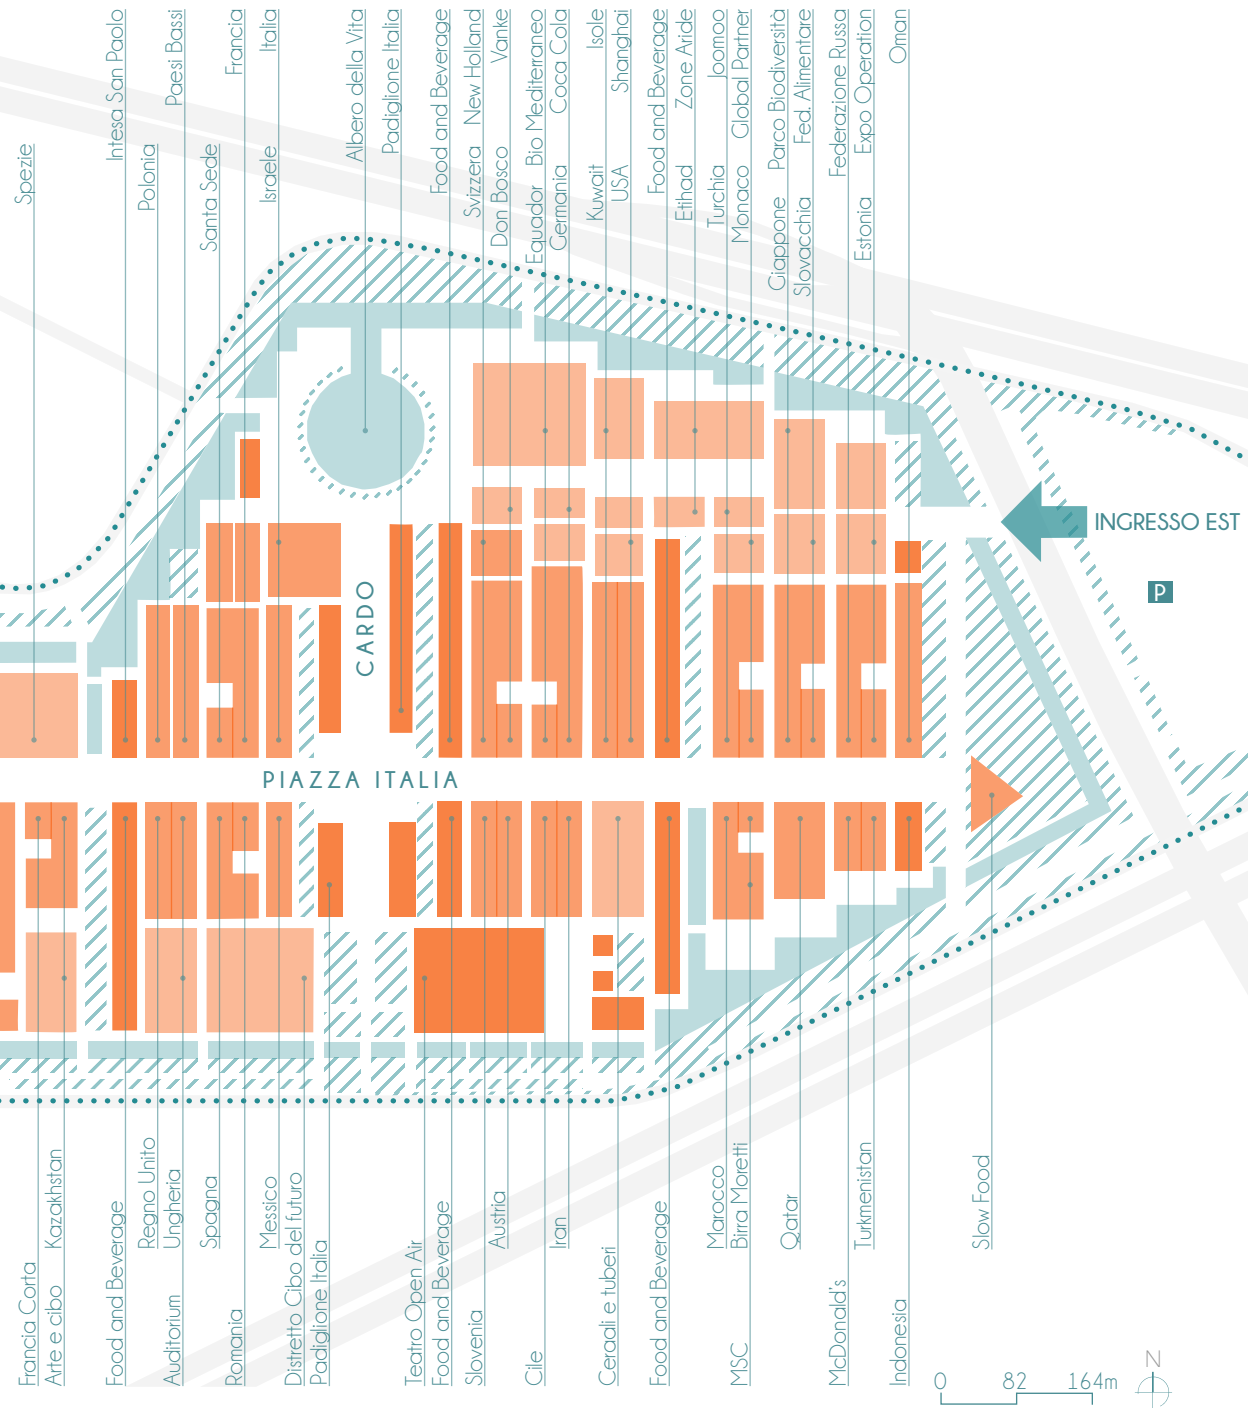 Spezie
Intesa San Paolo
Polonia
Paesi Bassi
Santa Sede
Francia
Israele
Italia
Albero della Vita
Padiglione Italia
Food and Beverage
Svizzera
New Holland
Don Bosco
Vanke
Equador
Bio Mediterraneo
Germania
Coca Cola
Kuwait
Isole
USA
Shanghai
Food and Beverage
Etihad
Zone Aride
Turchia
Joomoo
Monaco
Global Partner
Giappone
Parco Biodiversità
Slovacchia
Fed. Alimentare
Federazione Russa
Estonia
Expo Operation
Oman
INGRESSO EST
P
CARDO
PIAZZA ITALIA
Francia Corta
Arte e cibo
Kazakhstan
Food and Beverage
Regno Unito
Auditorium
Ungheria
Spagna
Romania
Messico
Distretto Cibo del futuro
Padiglione Italia
Teatro Open Air
Food and Beverage
Slovenia
Austria
Cile
Iran
Ceraali e tuberi
Food and Beverage
Marocco
MSC
Birra Moretti
Qatar
McDonald's
Turkmenistan
Indonesia
Slow Food
0 82 164m
N